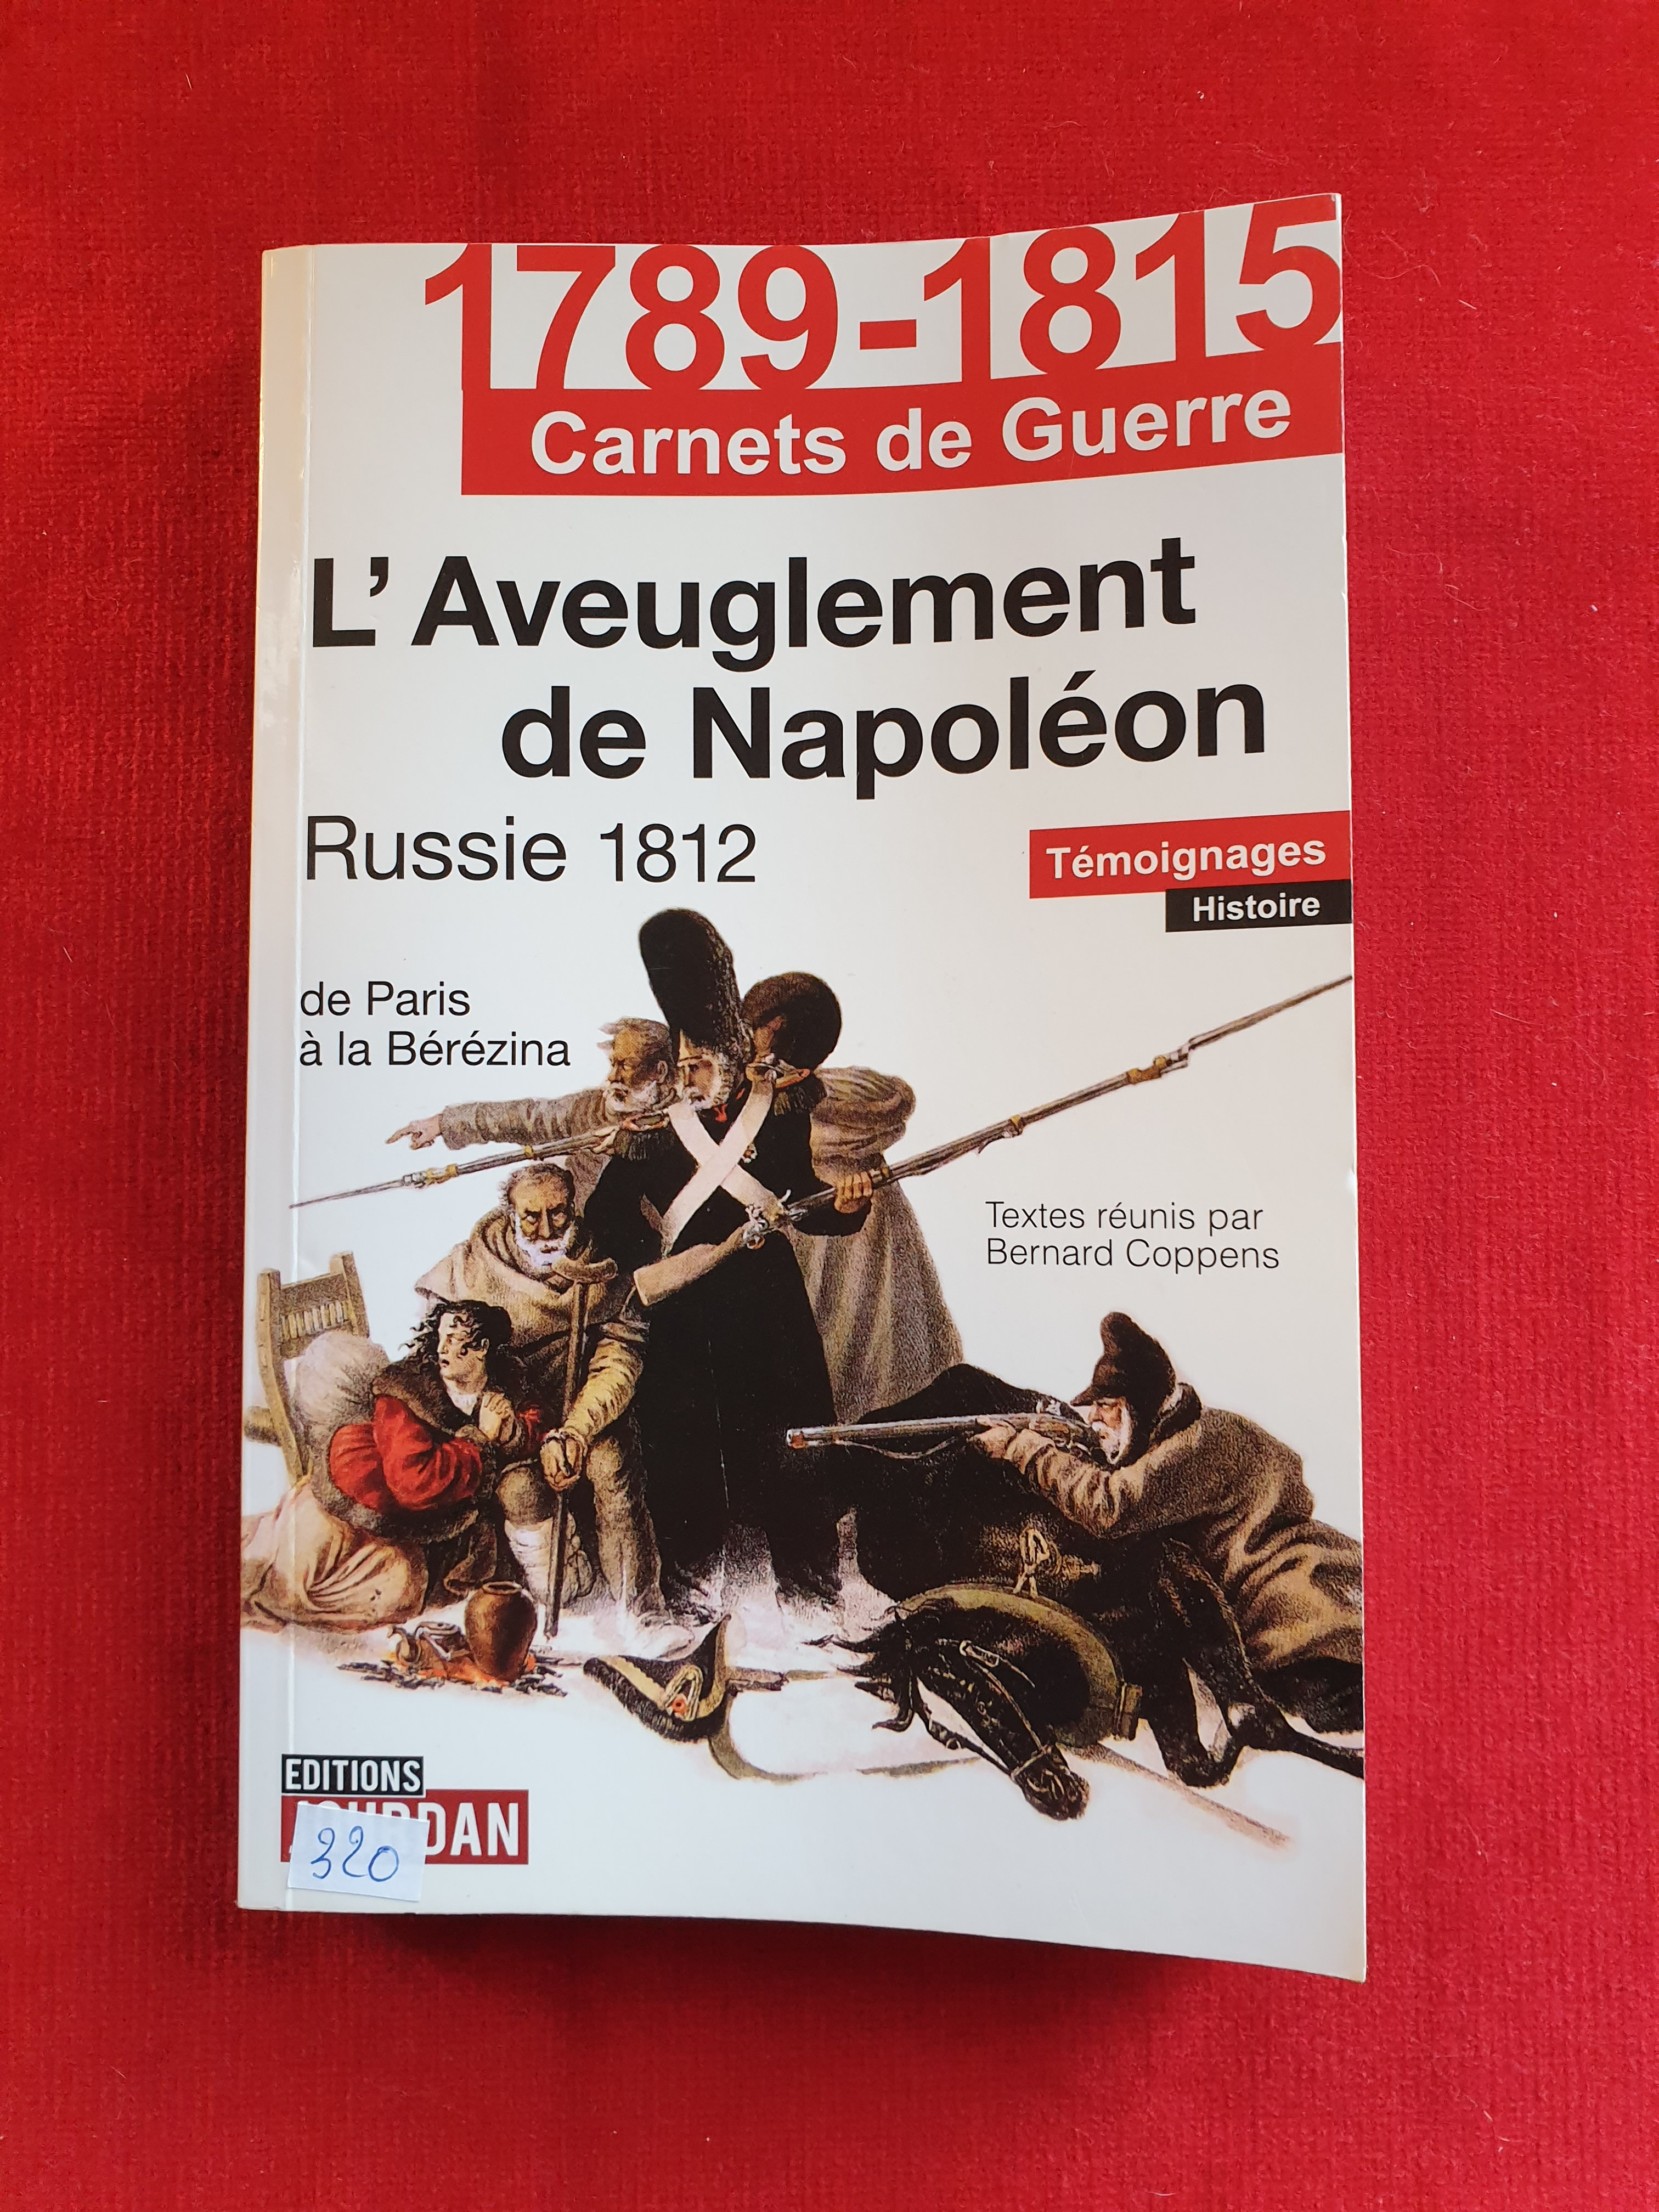 1789-1815
Carnets de Guerre
L'Aveuglement
de Napoléon
Russie 1812
Témoignages
Histoire
de Paris
à la Bérézina
Textes réunis par
Bernard Coppens
EDITIONS
320